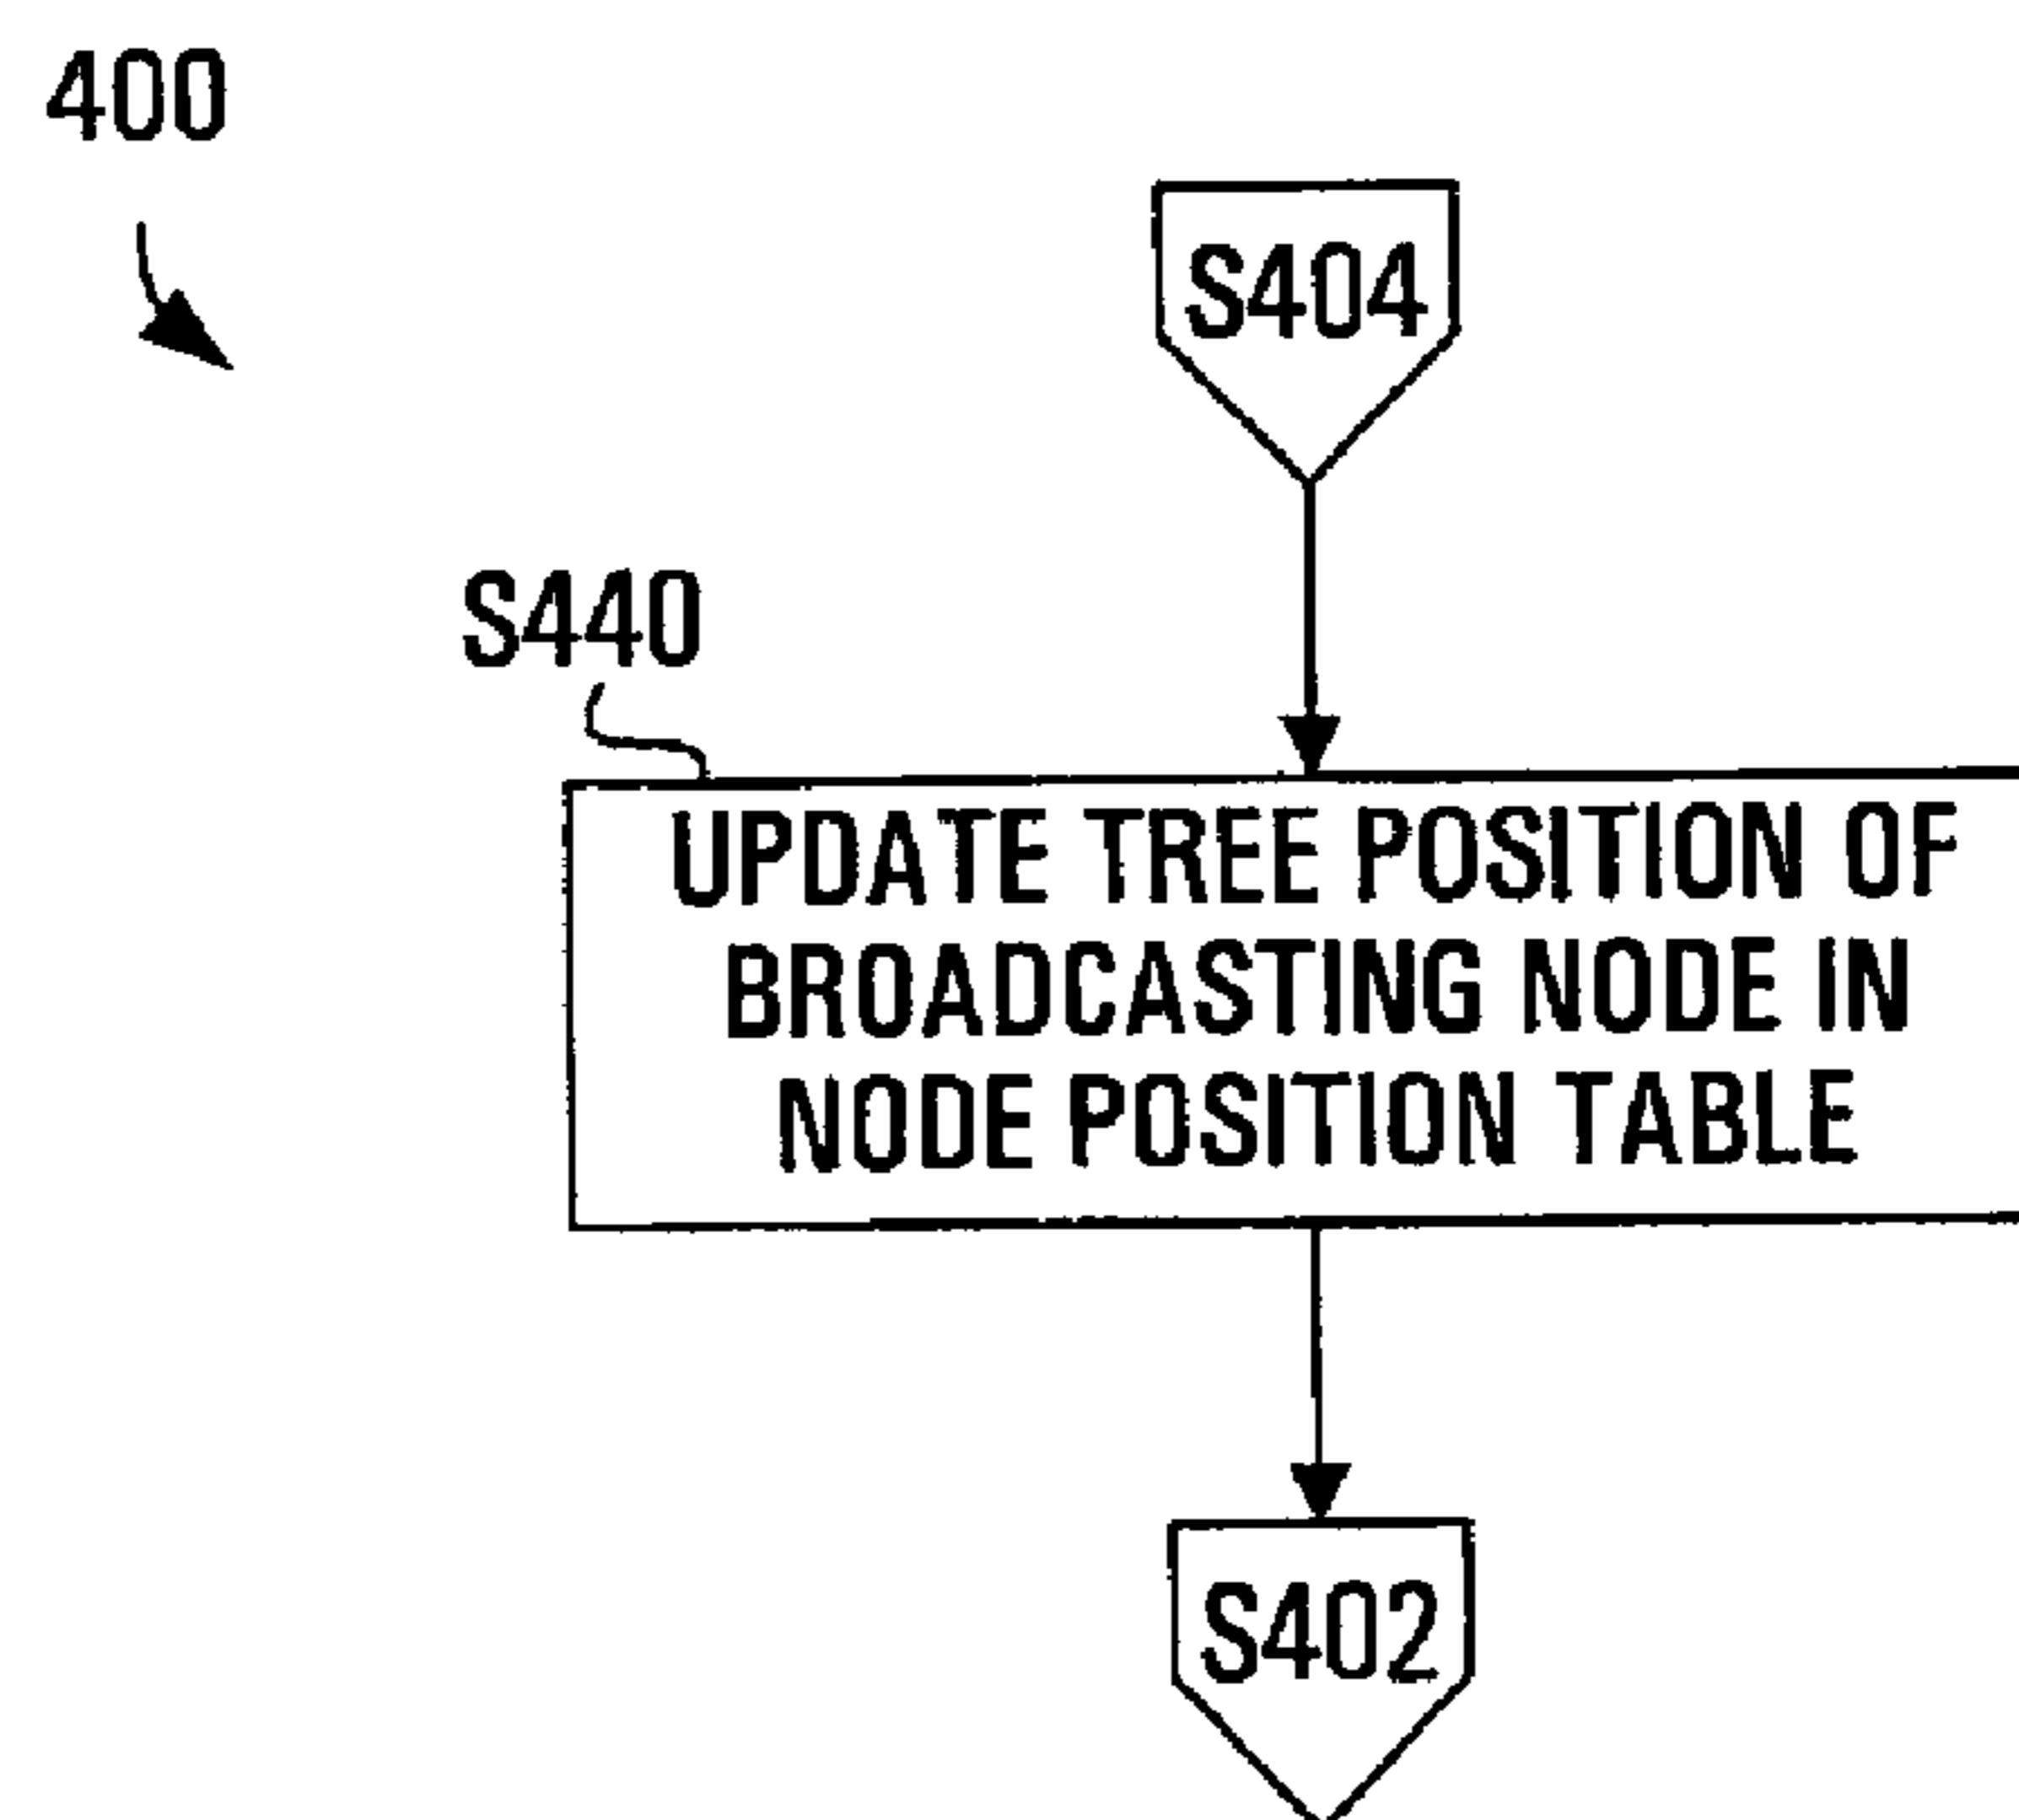 400
S404
S440
UPDATE TREE POSITION OF
BROADCASTING NODE IN
NODE POSITION TABLE
S402